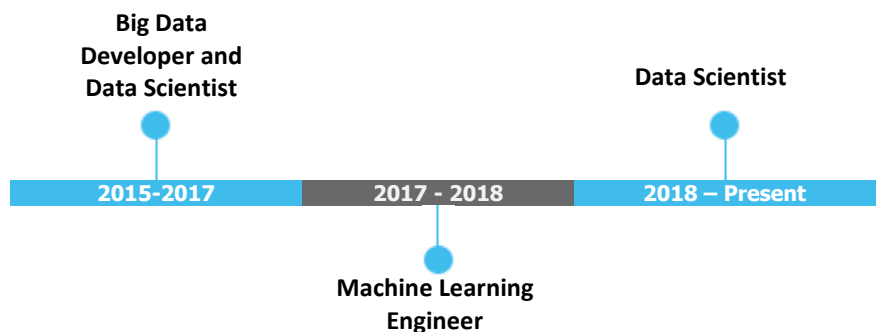 Big Data
Developer and
Data Scientist
Data Scientist
2015-2017
2017 - 2018
2018 – Present
Machine Learning
Engineer